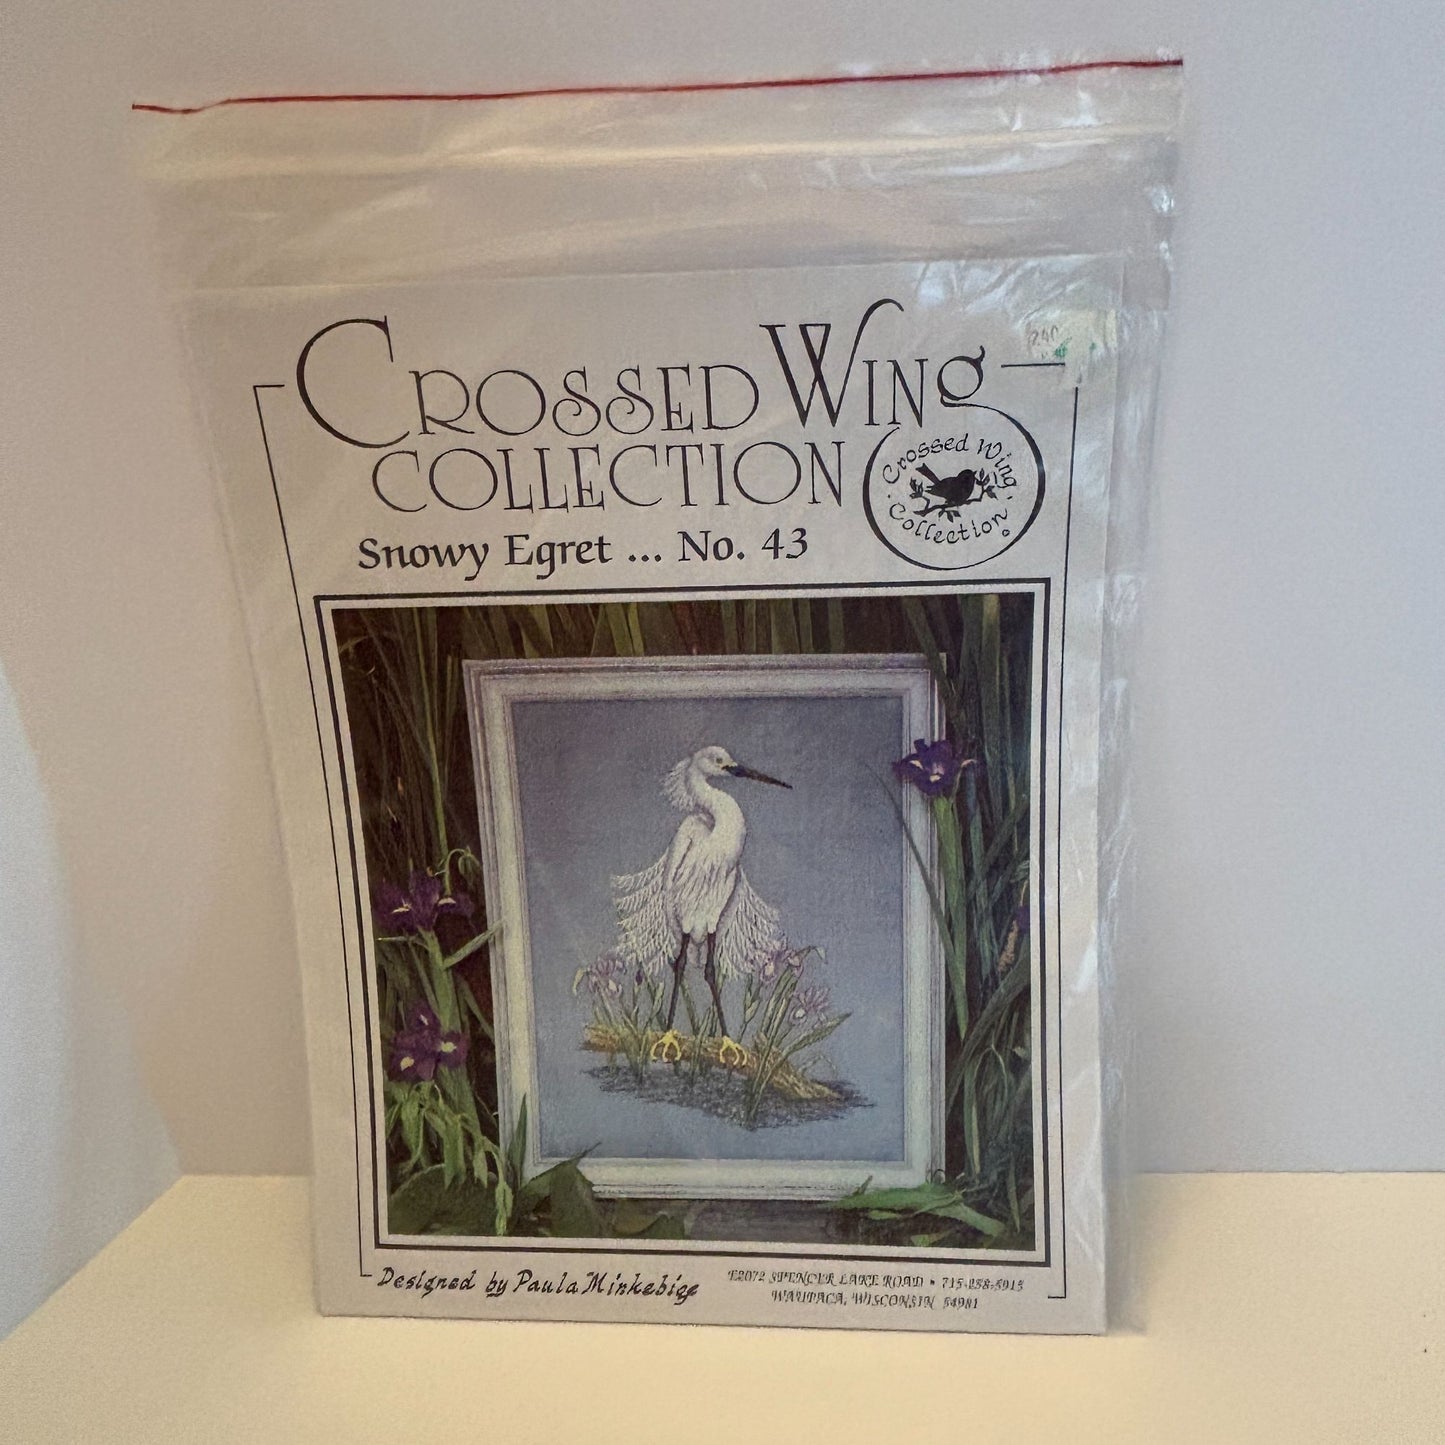 CROSSED WING
COLLECTION
Crossed Wing
Collection
Snowy Egret ... No. 43
Designed by Paula Minkebige
E2072 SPENCER LAKE ROAD • 715-258-5913
WAUPACA, WISCONSIN 54981